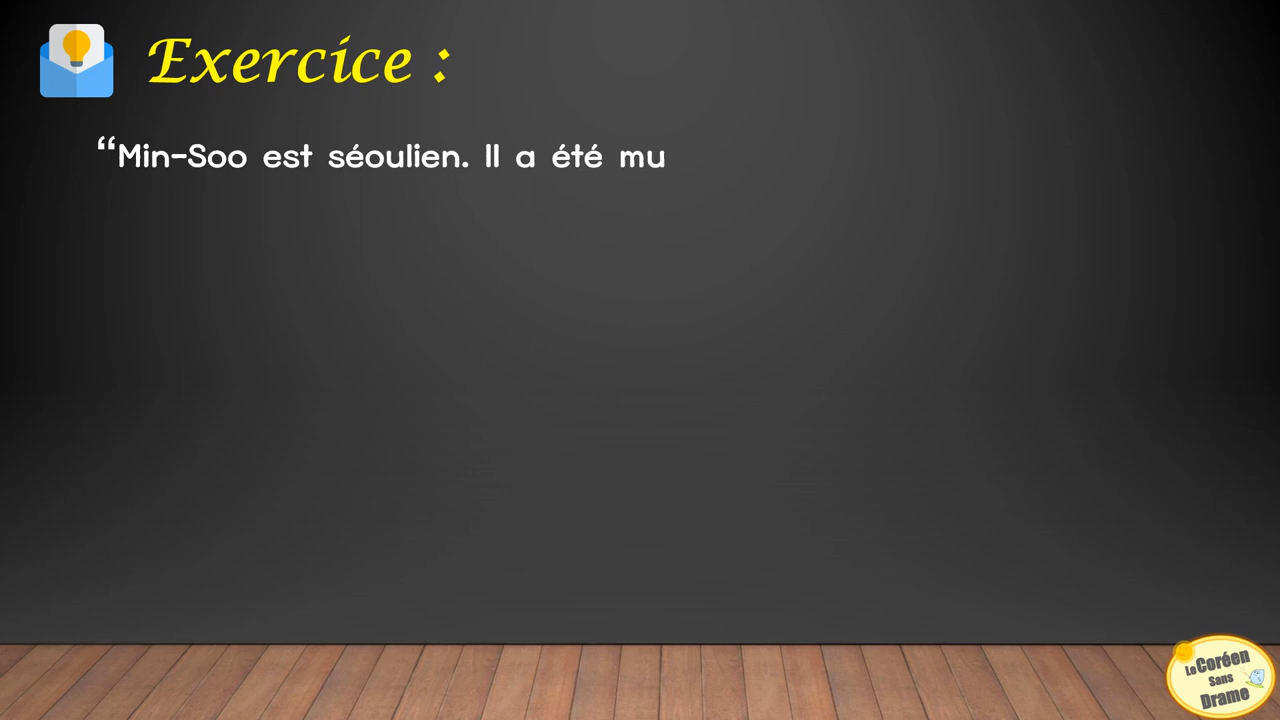 Exercice :
“Min-Soo est séoulien. Il a été mu
Le Coréen
Sans
Drame